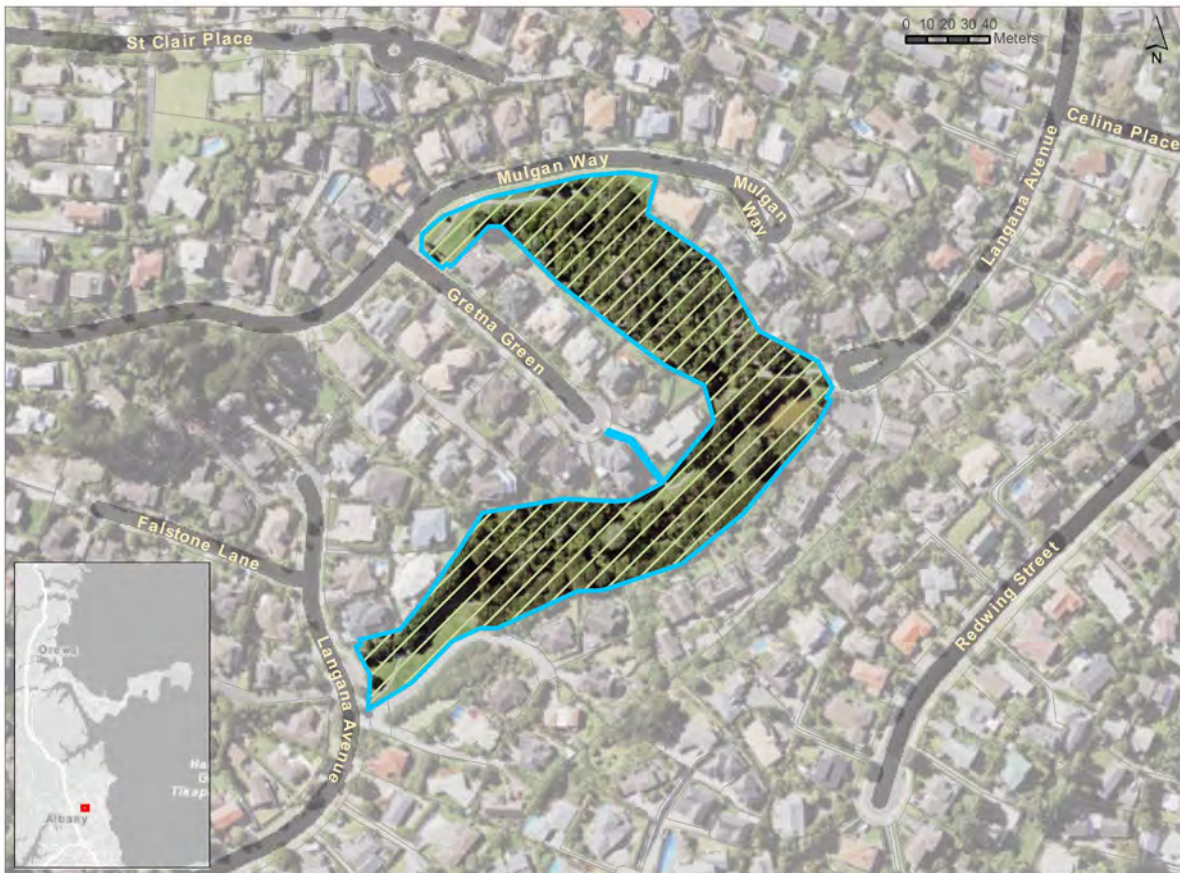 0 10 20 30 40
Meters
N
St Clair Place
Celina Place
Mulgan Way
Mulgan
Way
Langana Avenue
Gretna Green
Falstone Lane
Redwing Street
Langana Avenue
Orewa
Albany